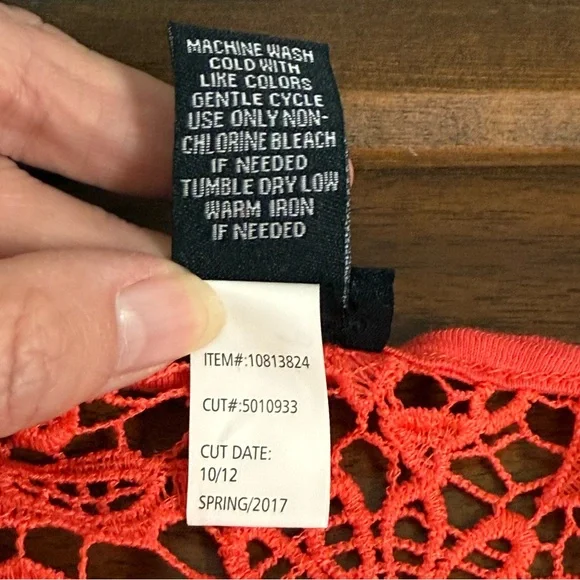 MACHINE WASH
COLD WITH
LIKE COLORS
GENTLE CYCLE
USE ONLY NON-
CHLORINE BLEACH
IF NEEDED
TUMBLE DRY LOW
WARM IRON
IF NEEDED
ITEM#:10813824
CUT#:5010933
CUT DATE:
10/12
SPRING/2017